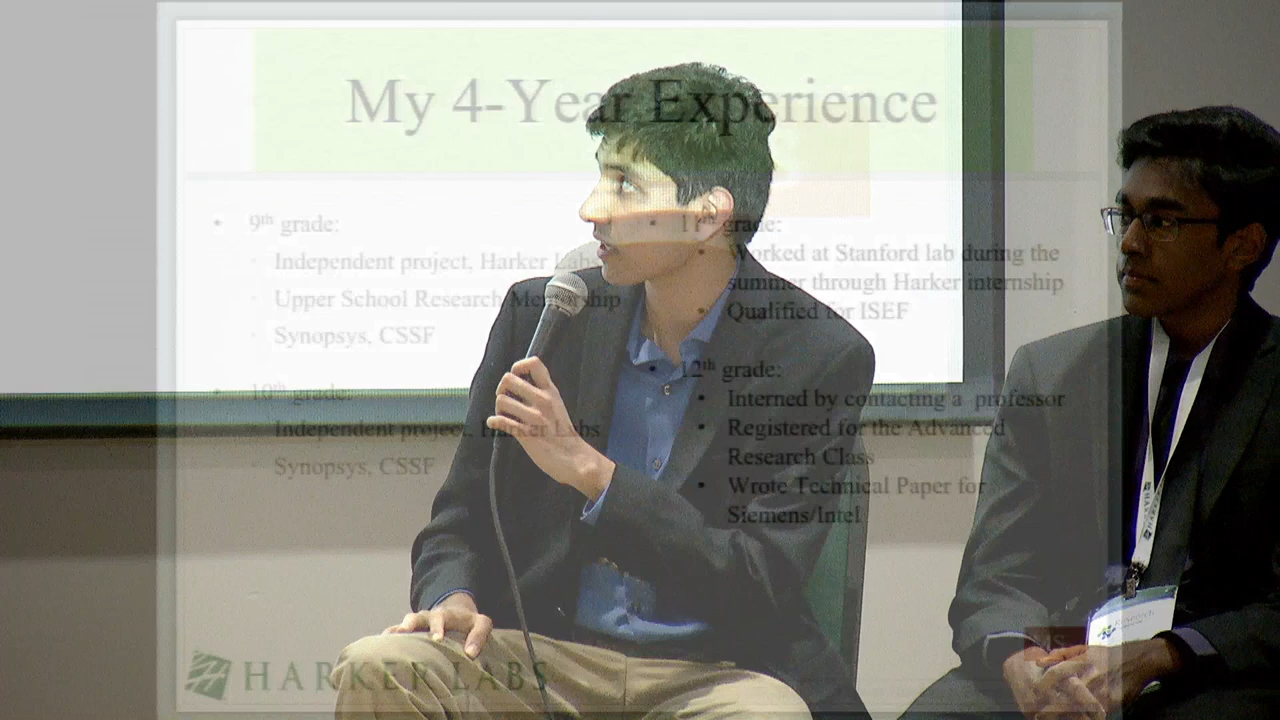 My 4-Year Experience
• 9th grade:
Independent project, Harker Labs
Upper School Research Mentorship
Synopsys, CSSF
• 10th grade:
Independent project, Harker Labs
Synopsys, CSSF
• 11th grade:
• Worked at Stanford lab during the
summer through Harker internship
• Qualified for ISEF
12th grade:
• Interned by contacting a professor
• Registered for the Advanced
Research Class
• Wrote Technical Paper for
Siemens/Intel
HARKER LABS